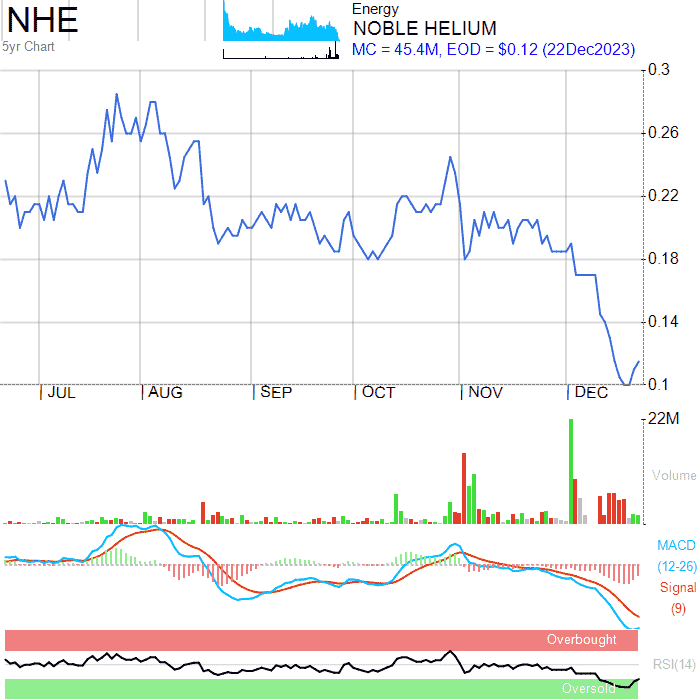 NHE
5yr Chart
Energy
NOBLE HELIUM
MC = 45.4M, EOD = $0.12 (22Dec2023)
0.3
0.26
0.22
0.18
0.14
0.1
JUL AUG SEP OCT NOV DEC
22M
Volume
MACD
(12-26)
Signal
(9)
Overbought
RSI(14)
Oversold